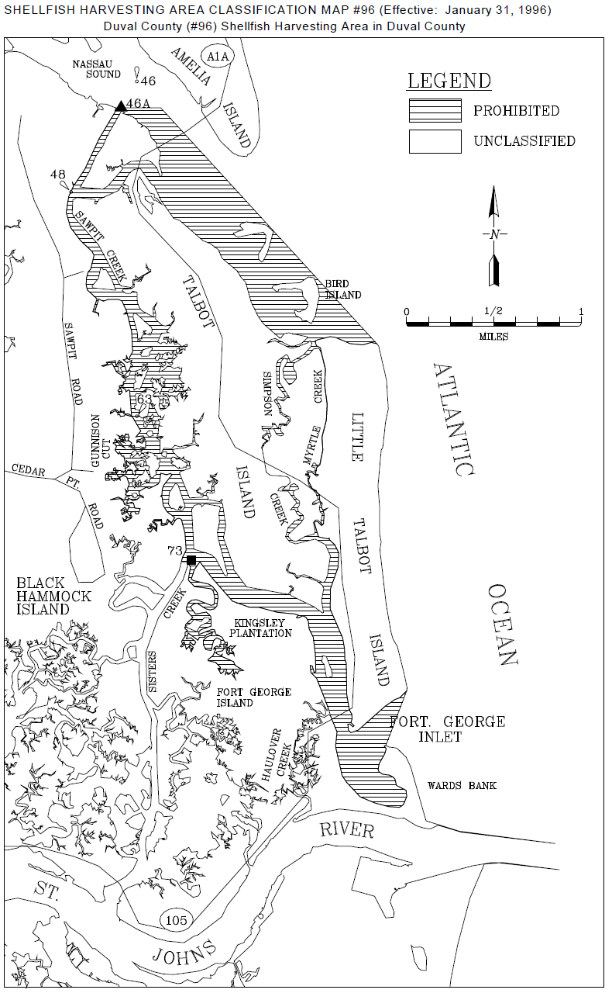 SHELLFISH HARVESTING AREA CLASSIFICATION MAP #96 (Effective: January 31, 1996)
Duval County (#96) Shellfish Harvesting Area in Duval County
NASSAU
SOUND
46
AMELIA
ISLAND
A1A
46A
LEGEND
PROHIBITED
UNCLASSIFIED
48
SAWPIT
CREEK
N
0 1/2 1
MILES
BIRD
ISLAND
TALBOT
ISLAND
SAWPIT
ROAD
SIMPSON
CREEK
MYRTLE
CREEK
LITTLE
TALBOT
ISLAND
ATLANTIC
OCEAN
63
GUNNISON
CUT
CEDAR
PT.
ROAD
73
BLACK
HAMMOCK
ISLAND
SISTERS
CREEK
KINGSLEY
PLANTATION
FORT GEORGE
ISLAND
HAULOVER
CREEK
FORT. GEORGE
INLET
WARDS BANK
ST.
JOHNS
RIVER
105